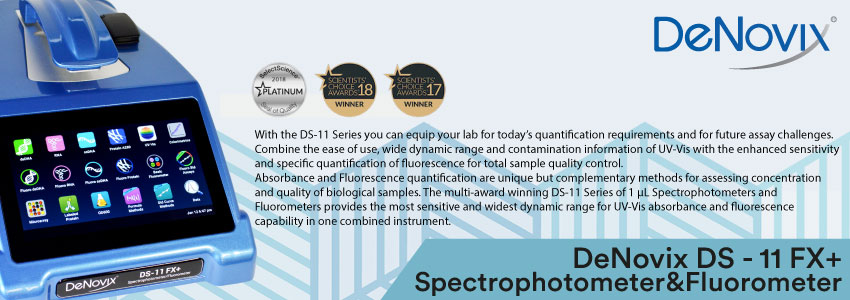 DeNovix®
SelectScience
2018
PLATINUM
Seal of Quality
SCIENTISTS'
CHOICE
AWARDS 18
WINNER
SCIENTISTS'
CHOICE
AWARDS 17
WINNER
With the DS-11 Series you can equip your lab for today's quantification requirements and for future assay challenges.
Combine the ease of use, wide dynamic range and contamination information of UV-Vis with the enhanced sensitivity
and specific quantification of fluorescence for total sample quality control.
Absorbance and Fluorescence quantification are unique but complementary methods for assessing concentration
and quality of biological samples. The multi-award winning DS-11 Series of 1 µL Spectrophotometers and
Fluorometers provides the most sensitive and widest dynamic range for UV-Vis absorbance and fluorescence
capability in one combined instrument.
dsDNA RNA ssDNA Protein A280 UV-Vis Colorimetric
Fluoro dsDNA Fluoro RNA Fluoro ssDNA Fluoro Protein Basic Fluorometer
Microarray Labeled Protein OD600 Formula Methods Std Curve Methods Data
DeNovix®
DS-11 FX+
Spectrophotometer/Fluorometer
DeNovix DS - 11 FX+
Spectrophotometer&Fluorometer